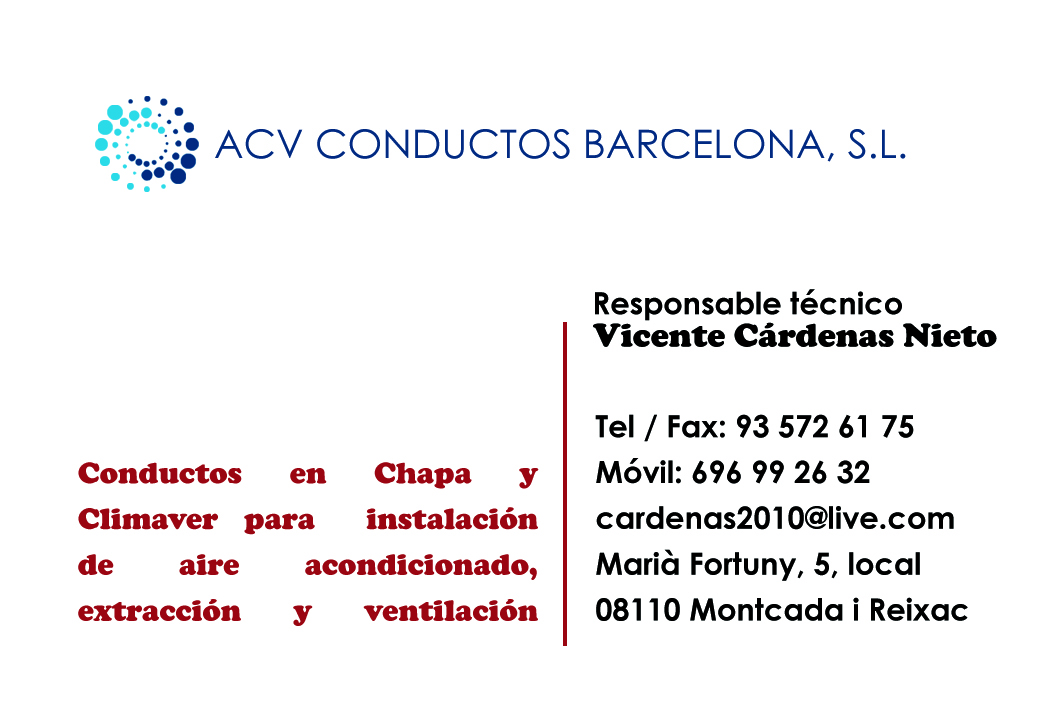 ACV CONDUCTOS BARCELONA, S.L.
Responsable técnico
Vicente Cárdenas Nieto
Conductos en Chapa y
Climaver para instalación
de aire acondicionado,
extracción y ventilación
Tel / Fax: 93 572 61 75
Móvil: 696 99 26 32
cardenas2010@live.com
Marià Fortuny, 5, local
08110 Montcada i Reixac